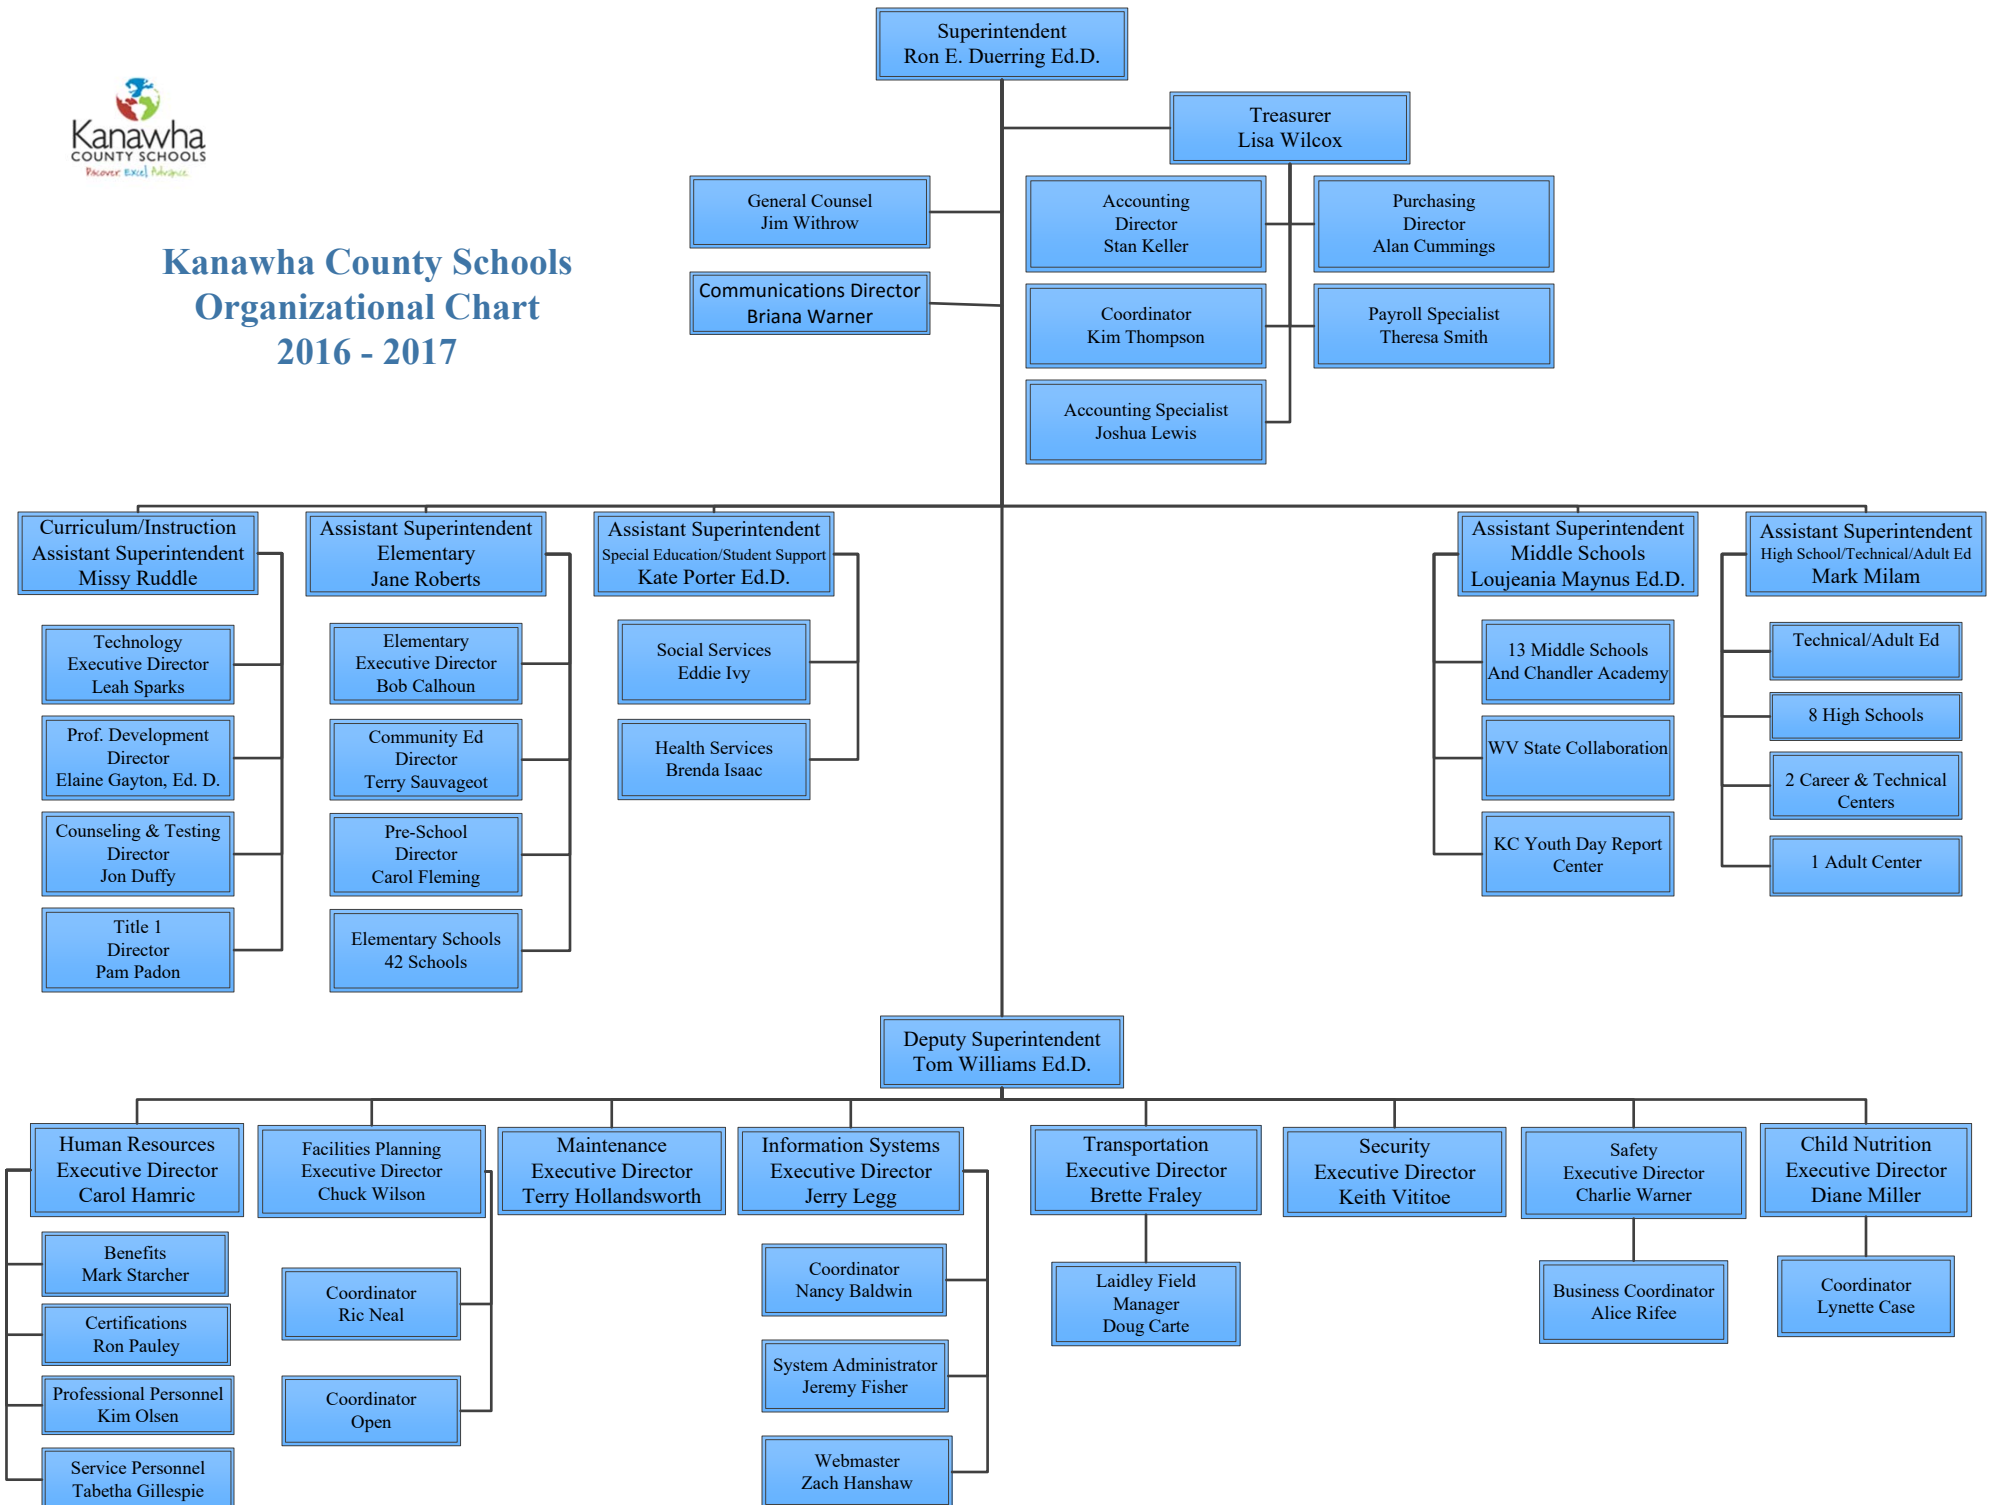 Superintendent
Ron E. Duerring Ed.D.
Treasurer
Lisa Wilcox
Kanawha
COUNTY SCHOOLS
Discover. Excel. Advance.
General Counsel
Jim Withrow
Accounting
Director
Stan Keller
Purchasing
Director
Alan Cummings
Kanawha County Schools
Organizational Chart
2016 - 2017
Communications Director
Briana Warner
Coordinator
Kim Thompson
Payroll Specialist
Theresa Smith
Accounting Specialist
Joshua Lewis
Curriculum/Instruction
Assistant Superintendent
Missy Ruddle
Technology
Executive Director
Leah Sparks
Prof. Development
Director
Elaine Gayton, Ed. D.
Counseling & Testing
Director
Jon Duffy
Title 1
Director
Pam Padon
Assistant Superintendent
Elementary
Jane Roberts
Elementary
Executive Director
Bob Calhoun
Community Ed
Director
Terry Sauvageot
Pre-School
Director
Carol Fleming
Elementary Schools
42 Schools
Assistant Superintendent
Special Education/Student Support
Kate Porter Ed.D.
Social Services
Eddie Ivy
Health Services
Brenda Isaac
Assistant Superintendent
Middle Schools
Loujeania Maynus Ed.D.
13 Middle Schools
And Chandler Academy
WV State Collaboration
KC Youth Day Report
Center
Assistant Superintendent
High School/Technical/Adult Ed
Mark Milam
Technical/Adult Ed
8 High Schools
2 Career & Technical
Centers
1 Adult Center
Deputy Superintendent
Tom Williams Ed.D.
Human Resources
Executive Director
Carol Hamric
Benefits
Mark Starcher
Certifications
Ron Pauley
Professional Personnel
Kim Olsen
Service Personnel
Tabetha Gillespie
Facilities Planning
Executive Director
Chuck Wilson
Coordinator
Ric Neal
Coordinator
Open
Maintenance
Executive Director
Terry Hollandsworth
Information Systems
Executive Director
Jerry Legg
Coordinator
Nancy Baldwin
System Administrator
Jeremy Fisher
Webmaster
Zach Hanshaw
Transportation
Executive Director
Brette Fraley
Laidley Field
Manager
Doug Carte
Security
Executive Director
Keith Vititoe
Safety
Executive Director
Charlie Warner
Business Coordinator
Alice Rifee
Child Nutrition
Executive Director
Diane Miller
Coordinator
Lynette Case